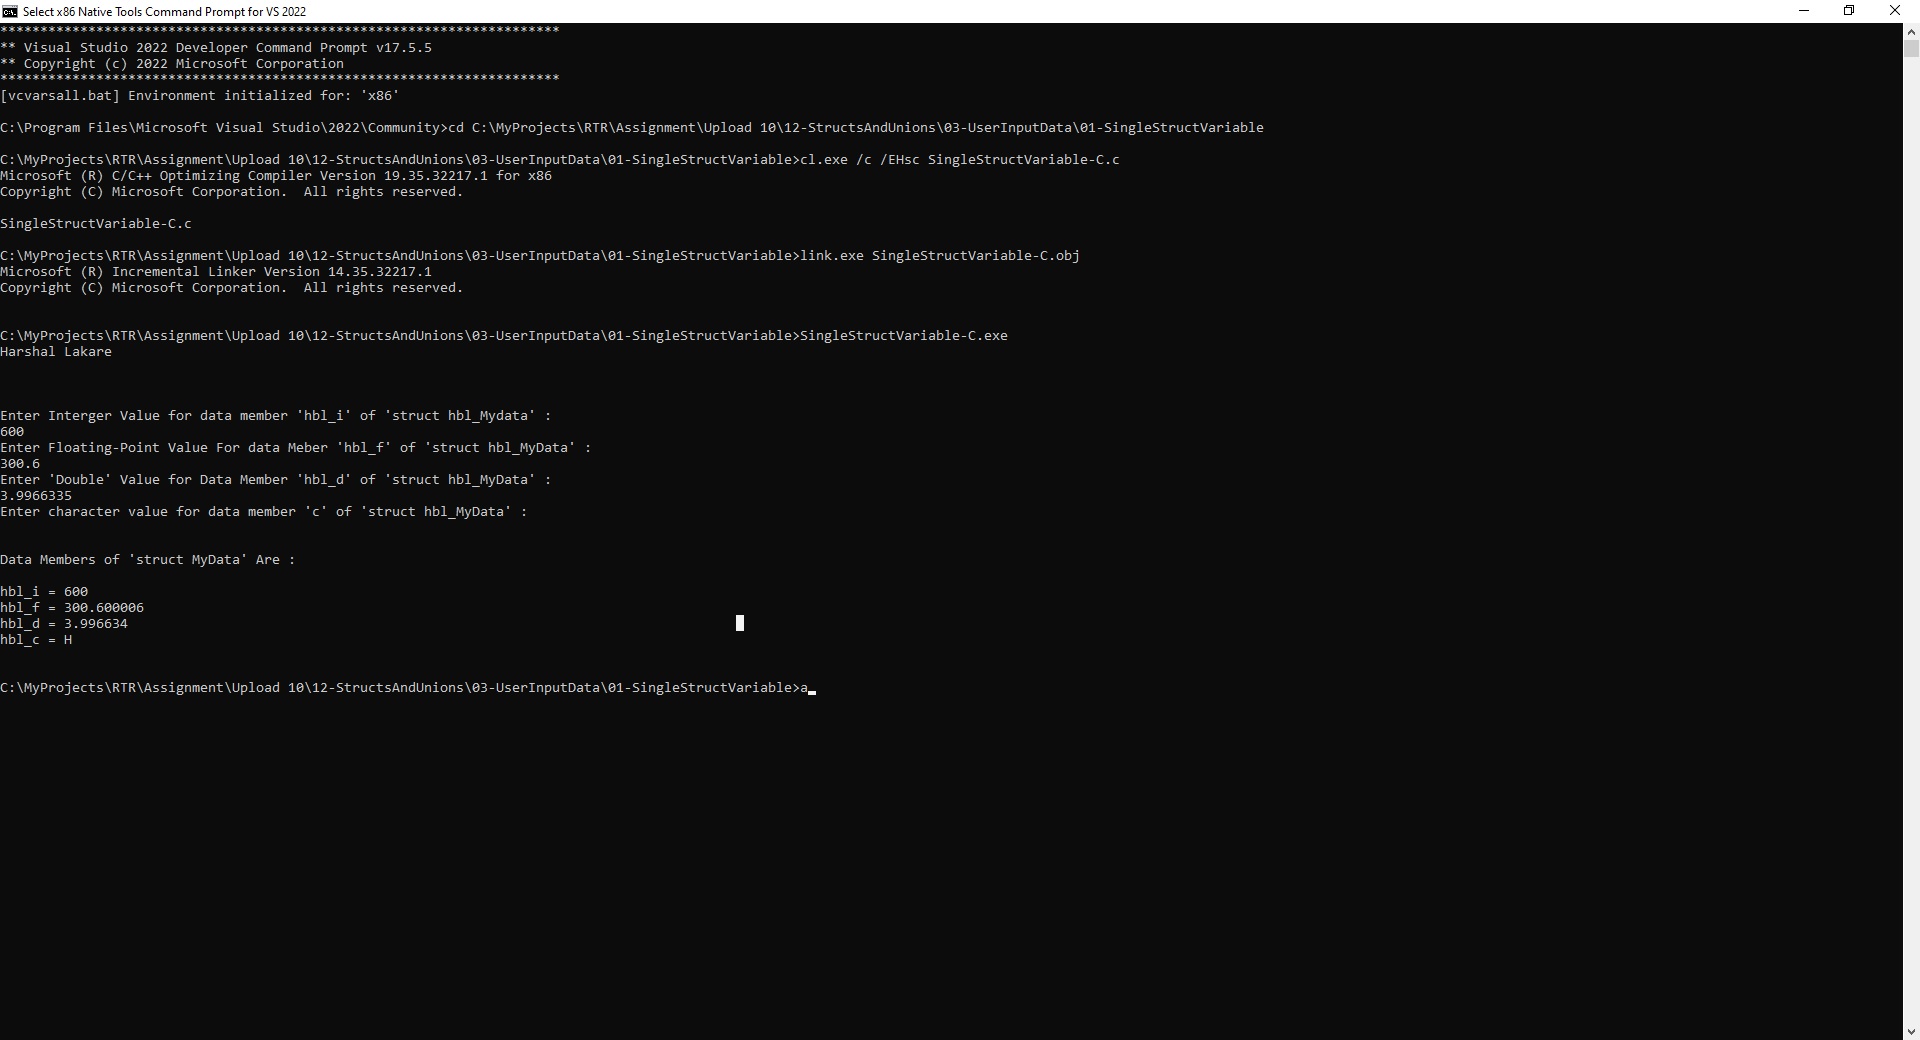 Select x86 Native Tools Command Prompt for VS 2022
**********************************************************************
** Visual Studio 2022 Developer Command Prompt v17.5.5
** Copyright (c) 2022 Microsoft Corporation
**********************************************************************
[vcvarsall.bat] Environment initialized for: 'x86'
C:\Program Files\Microsoft Visual Studio\2022\Community>cd C:\MyProjects\RTR\Assignment\Upload 10\12-StructsAndUnions\03-UserInputData\01-SingleStructVariable
C:\MyProjects\RTR\Assignment\Upload 10\12-StructsAndUnions\03-UserInputData\01-SingleStructVariable>cl.exe /c /EHsc SingleStructVariable-C.c
Microsoft (R) C/C++ Optimizing Compiler Version 19.35.32217.1 for x86
Copyright (C) Microsoft Corporation.  All rights reserved.
SingleStructVariable-C.c
C:\MyProjects\RTR\Assignment\Upload 10\12-StructsAndUnions\03-UserInputData\01-SingleStructVariable>link.exe SingleStructVariable-C.obj
Microsoft (R) Incremental Linker Version 14.35.32217.1
Copyright (C) Microsoft Corporation.  All rights reserved.
C:\MyProjects\RTR\Assignment\Upload 10\12-StructsAndUnions\03-UserInputData\01-SingleStructVariable>SingleStructVariable-C.exe
Harshal Lakare
Enter Interger Value for data member 'hbl_i' of 'struct hbl_Mydata' :
600
Enter Floating-Point Value For data Meber 'hbl_f' of 'struct hbl_MyData' :
300.6
Enter 'Double' Value for Data Member 'hbl_d' of 'struct hbl_MyData' :
3.9966335
Enter character value for data member 'c' of 'struct hbl_MyData' :
Data Members of 'struct MyData' Are :
hbl_i = 600
hbl_f = 300.600006
hbl_d = 3.996634
hbl_c = H
C:\MyProjects\RTR\Assignment\Upload 10\12-StructsAndUnions\03-UserInputData\01-SingleStructVariable>a